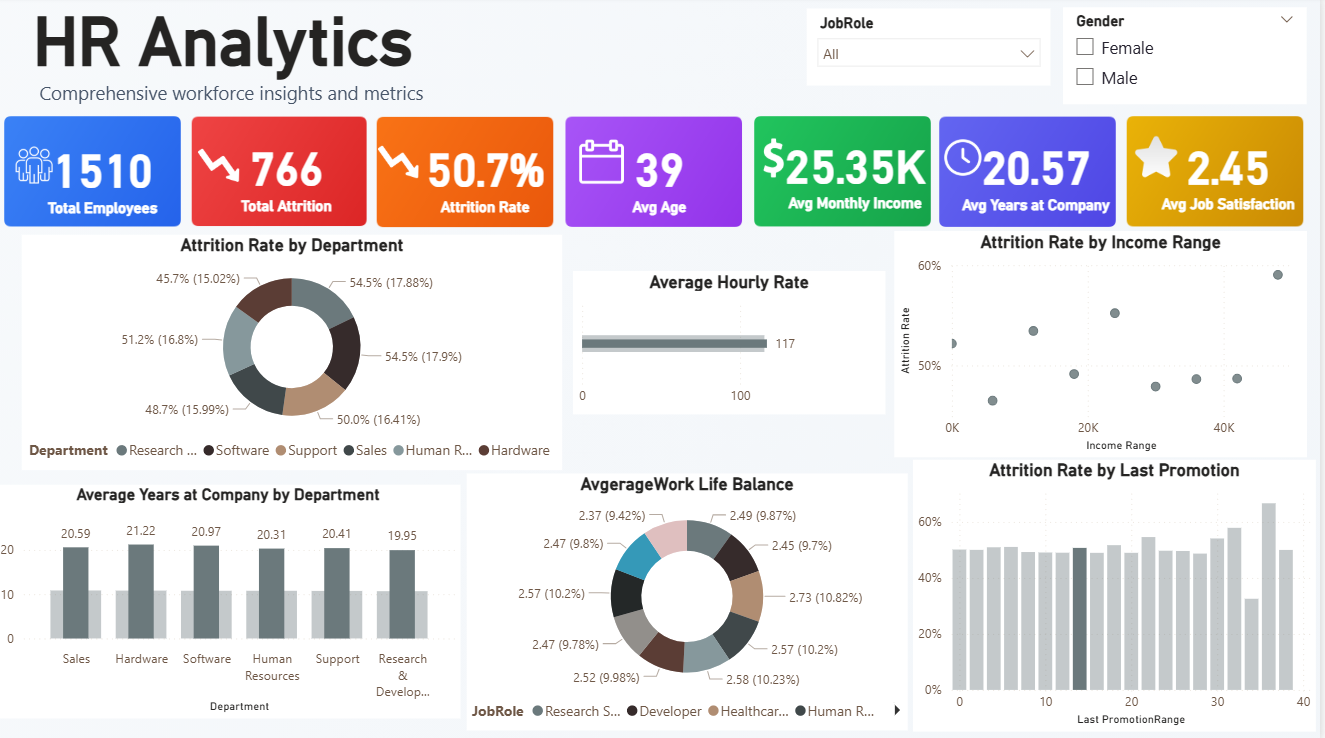 HR Analytics
Comprehensive workforce insights and metrics
JobRole
All
Gender
Female
Male
1510
Total Employees
766
Total Attrition
50.7%
Attrition Rate
39
Avg Age
$25.35K
Avg Monthly Income
20.57
Avg Years at Company
2.45
Avg Job Satisfaction
Attrition Rate by Department
45.7% (15.02%)
54.5% (17.88%)
51.2% (16.8%)
54.5% (17.9%)
48.7% (15.99%)
50.0% (16.41%)
Department Research ... Software Support Sales Human R... Hardware
Average Hourly Rate
117
0 100
Attrition Rate by Income Range
Attrition Rate
60%
50%
0K 20K 40K
Income Range
Average Years at Company by Department
20.59 21.22 20.97 20.31 20.41 19.95
20
10
0
Sales Hardware Software Human Resources Support Research & Develop...
Department
AvgerageWork Life Balance
2.37 (9.42%)
2.49 (9.87%)
2.47 (9.8%)
2.45 (9.7%)
2.57 (10.2%)
2.73 (10.82%)
2.47 (9.78%)
2.57 (10.2%)
2.52 (9.98%)
2.58 (10.23%)
JobRole Research S... Developer Healthcar... Human R...
Attrition Rate by Last Promotion
60%
40%
20%
0%
0 10 20 30 40
Last PromotionRange